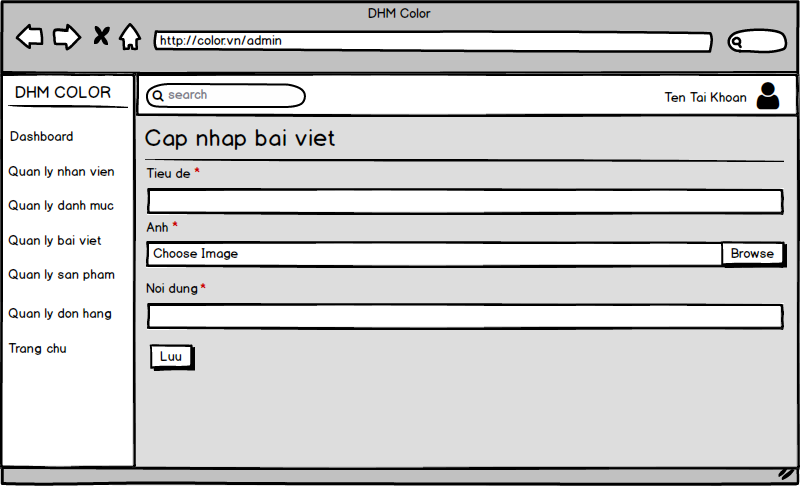 DHM Color
http://color.vn/admin
DHM COLOR
search
Ten Tai Khoan
Dashboard
Quan ly nhan vien
Quan ly danh muc
Quan ly bai viet
Quan ly san pham
Quan ly don hang
Trang chu
Cap nhap bai viet
Tieu de *
Anh *
Choose Image
Browse
Noi dung *
Luu